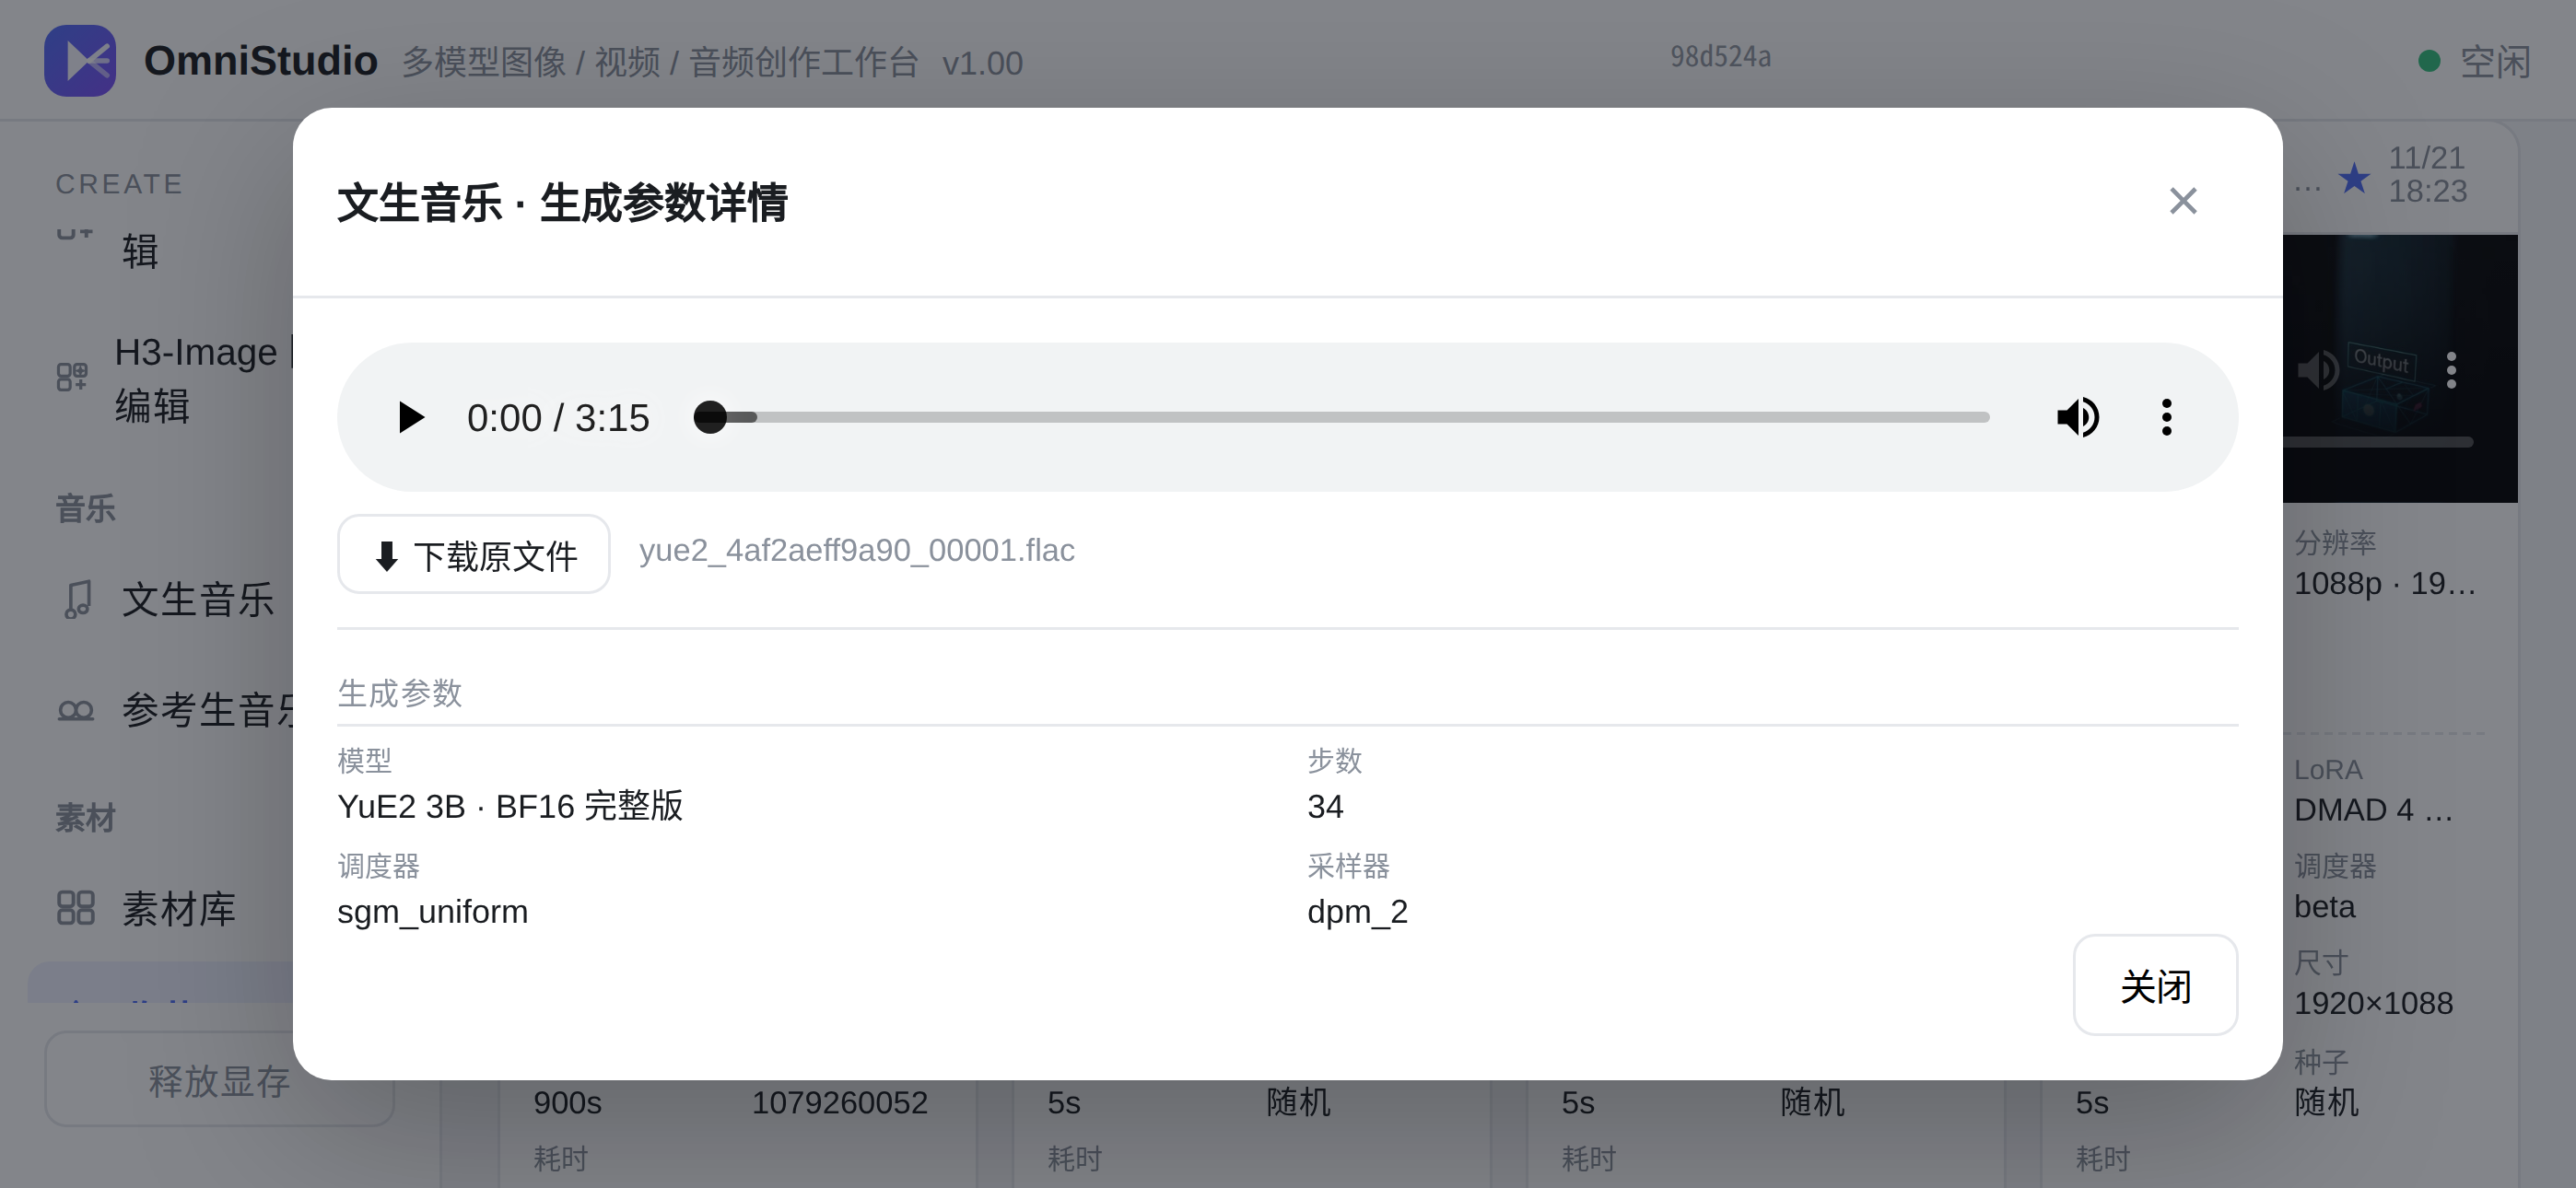 OmniStudio 多模型图像 / 视频 / 音频创作工作台 v1.00
98d524a
空闲
CREATE
辑
H3-Image
编辑
音乐
文生音乐
参考生音乐
素材
素材库
释放显存
文生音乐 · 生成参数详情
0:00 / 3:15
下载原文件
yue2_4af2aeff9a90_00001.flac
生成参数
模型
YuE2 3B · BF16 完整版
步数
34
调度器
sgm_uniform
采样器
dpm_2
关闭
… ★ 11/21
18:23
Output
分辨率
1088p · 19…
LoRA
DMAD 4 …
调度器
beta
尺寸
1920×1088
种子
900s 1079260052 5s 随机 5s 随机 5s 随机
耗时 耗时 耗时 耗时